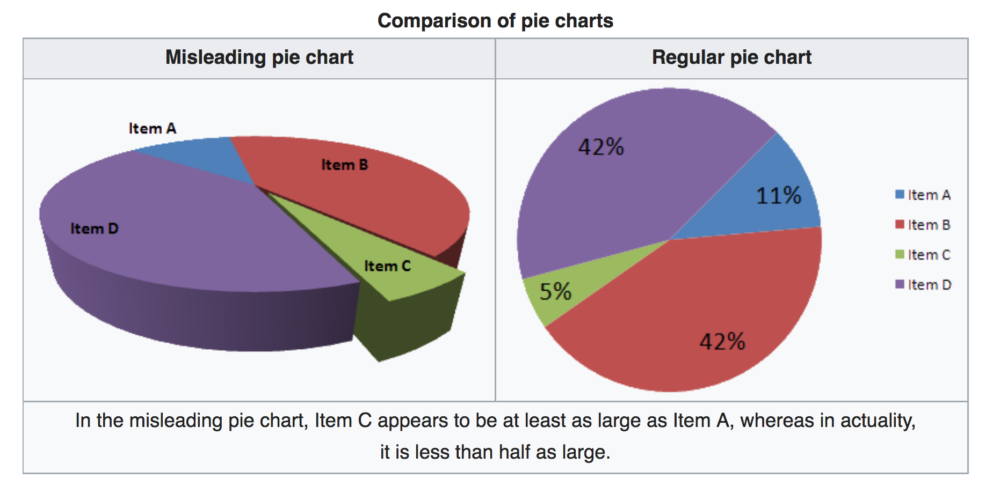 Comparison of pie charts
Misleading pie chart
Regular pie chart
Item A
Item B
Item D
Item C
42%
11%
5%
42%
Item A
Item B
Item C
Item D
In the misleading pie chart, Item C appears to be at least as large as Item A, whereas in actuality,
it is less than half as large.